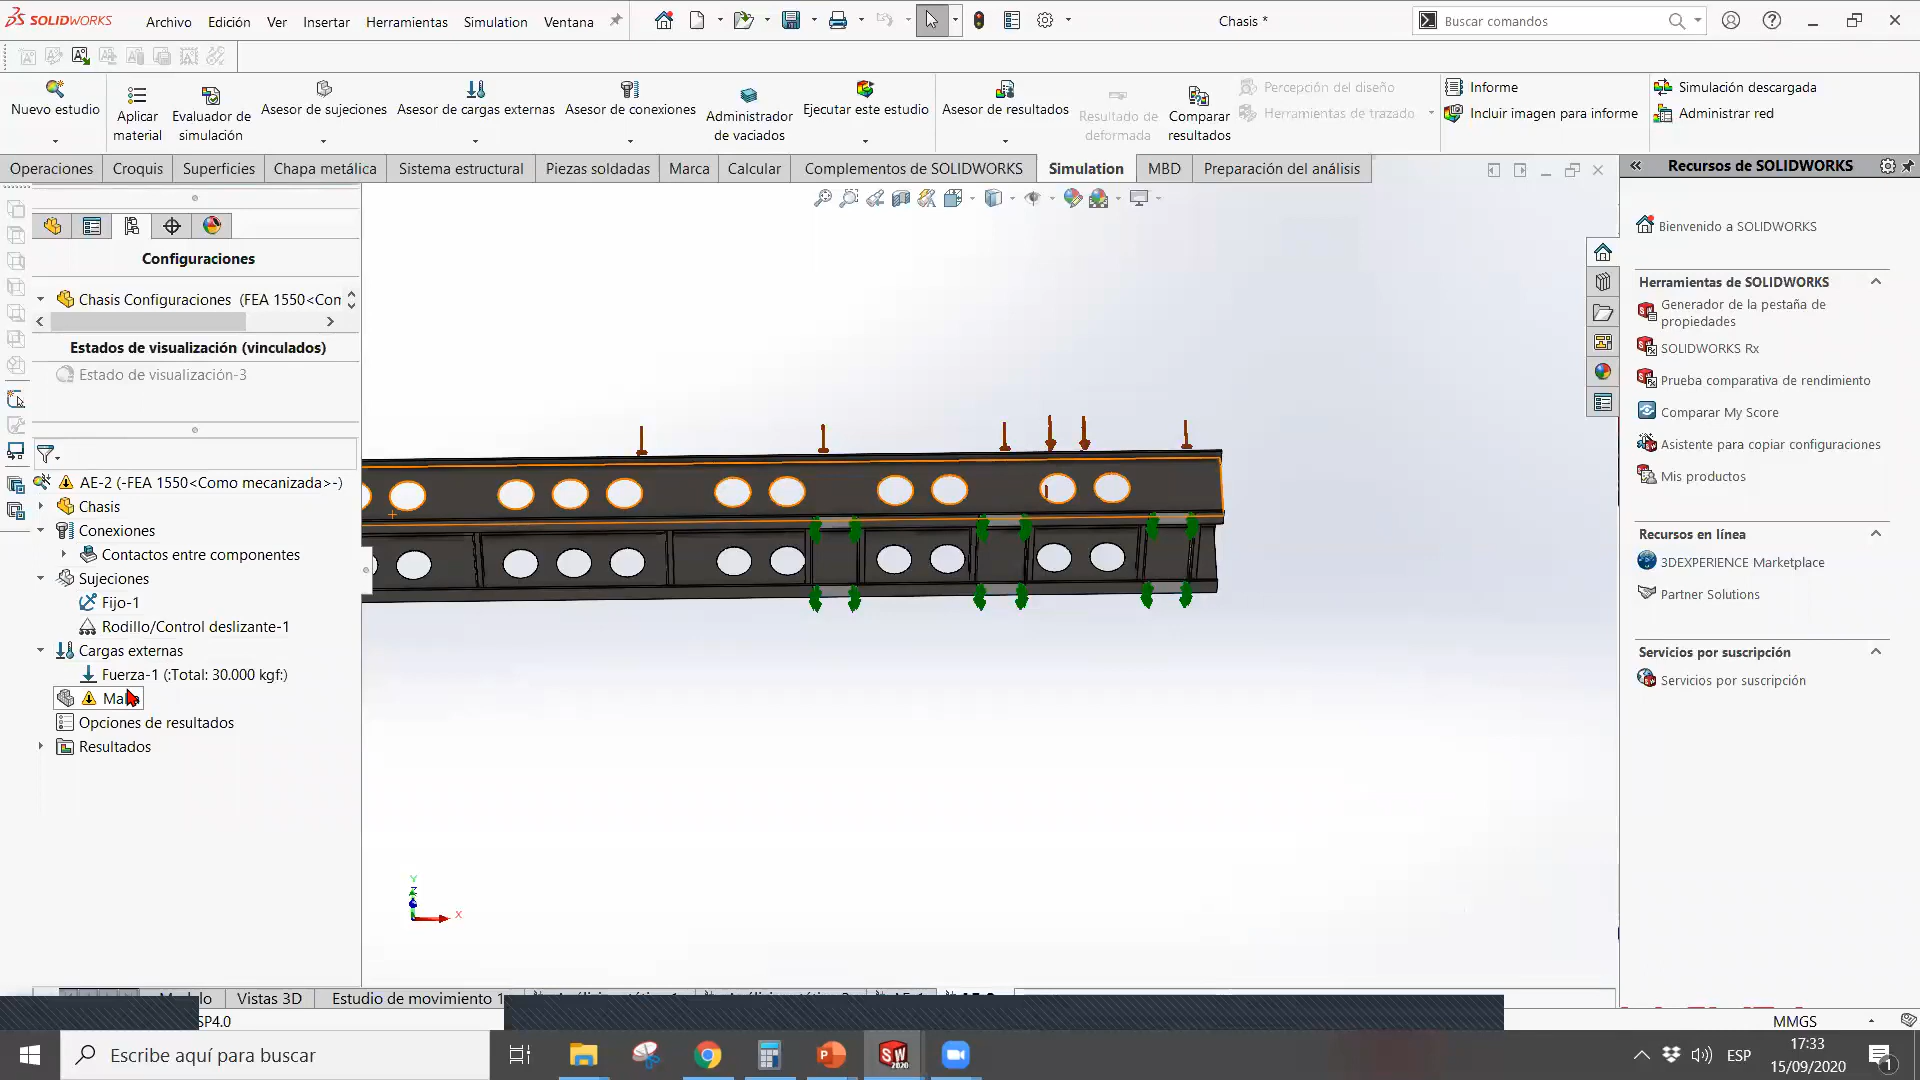 SOLIDWORKS
Archivo
Edición
Ver
Insertar
Herramientas
Simulation
Ventana
Chasis *
Buscar comandos
Nuevo estudio
Aplicar
material
Evaluador de
simulación
Asesor de sujeciones
Asesor de cargas externas
Asesor de conexiones
Administrador
de vaciados
Ejecutar este estudio
Asesor de resultados
Resultado de
deformada
Comparar
resultados
Percepción del diseño
Herramientas de trazado
Informe
Incluir imagen para informe
Simulación descargada
Administrar red
Operaciones
Croquis
Superficies
Chapa metálica
Sistema estructural
Piezas soldadas
Marca
Calcular
Complementos de SOLIDWORKS
Simulation
MBD
Preparación del análisis
Configuraciones
Chasis Configuraciones (FEA 1550<Con
Estados de visualización (vinculados)
Estado de visualización-3
AE-2 (-FEA 1550<Como mecanizada>-)
Chasis
Conexiones
Contactos entre componentes
Sujeciones
Fijo-1
Rodillo/Control deslizante-1
Cargas externas
Fuerza-1 (:Total: 30.000 kgf:)
Opciones de resultados
Resultados
Y
Z
X
Recursos de SOLIDWORKS
Bienvenido a SOLIDWORKS
Herramientas de SOLIDWORKS
Generador de la pestaña de
propiedades
SOLIDWORKS Rx
Prueba comparativa de rendimiento
Comparar My Score
Asistente para copiar configuraciones
Mis productos
Recursos en línea
3DEXPERIENCE Marketplace
Partner Solutions
Servicios por suscripción
Servicios por suscripción
Vistas 3D
Estudio de movimiento 1
SP4.0
MMGS
Escribe aquí para buscar
SW
2020
ESP
17:33
15/09/2020
1